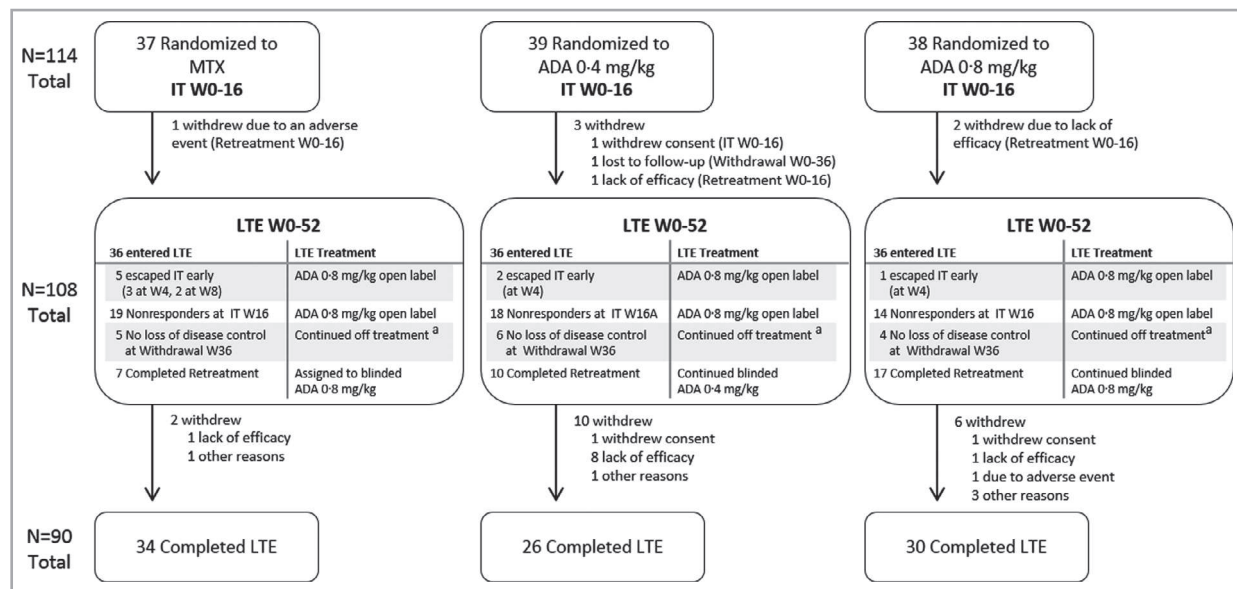 N=114
Total
37 Randomized to
MTX
IT W0-16
39 Randomized to
ADA 0·4 mg/kg
IT W0-16
38 Randomized to
ADA 0·8 mg/kg
IT W0-16
1 withdrew due to an adverse
event (Retreatment W0-16)
3 withdrew
1 withdrew consent (IT W0-16)
1 lost to follow-up (Withdrawal W0-36)
1 lack of efficacy (Retreatment W0-16)
2 withdrew due to lack of
efficacy (Retreatment W0-16)
N=108
Total
LTE W0-52
36 entered LTE
LTE Treatment
5 escaped IT early
(3 at W4, 2 at W8)
ADA 0·8 mg/kg open label
19 Nonresponders at IT W16
ADA 0·8 mg/kg open label
5 No loss of disease control
at Withdrawal W36
Continued off treatment a
7 Completed Retreatment
Assigned to blinded
ADA 0·8 mg/kg
LTE W0-52
36 entered LTE
LTE Treatment
2 escaped IT early
(at W4)
ADA 0·8 mg/kg open label
18 Nonresponders at IT W16A
ADA 0·8 mg/kg open label
6 No loss of disease control
at Withdrawal W36
Continued off treatment a
10 Completed Retreatment
Continued blinded
ADA 0·4 mg/kg
LTE W0-52
36 entered LTE
LTE Treatment
1 escaped IT early
(at W4)
ADA 0·8 mg/kg open label
14 Nonresponders at IT W16
ADA 0·8 mg/kg open label
4 No loss of disease control
at Withdrawal W36
Continued off treatment a
17 Completed Retreatment
Continued blinded
ADA 0·8 mg/kg
2 withdrew
1 lack of efficacy
1 other reasons
10 withdrew
1 withdrew consent
8 lack of efficacy
1 other reasons
6 withdrew
1 withdrew consent
1 lack of efficacy
1 due to adverse event
3 other reasons
N=90
Total
34 Completed LTE
26 Completed LTE
30 Completed LTE